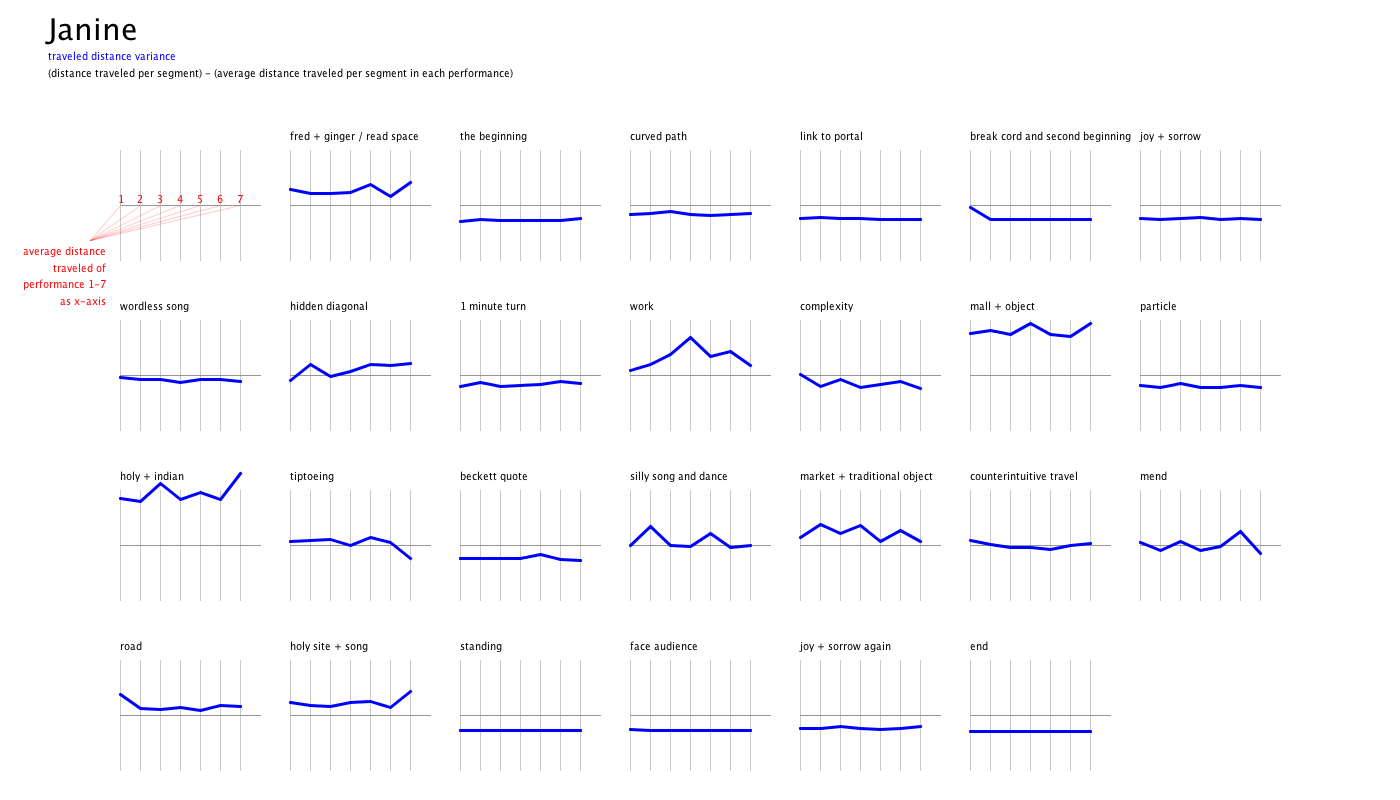 Janine
traveled distance variance
(distance traveled per segment) - (average distance traveled per segment in each performance)
fred + ginger / read space
the beginning
curved path
link to portal
break cord and second beginning
joy + sorrow
1 2 3 4 5 6 7
average distance
traveled of
performance 1-7
as x-axis
wordless song
hidden diagonal
1 minute turn
work
complexity
mall + object
particle
holy + indian
tiptoeing
beckett quote
silly song and dance
market + traditional object
counterintuitive travel
mend
road
holy site + song
standing
face audience
joy + sorrow again
end